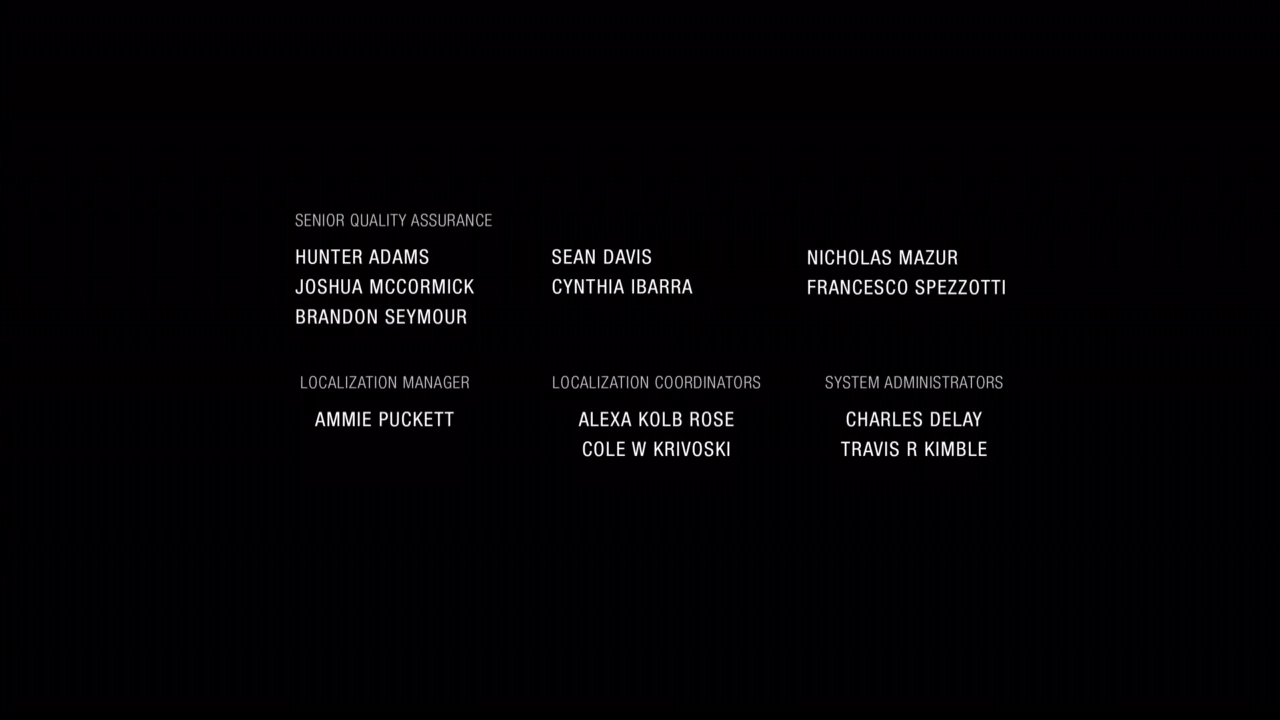 SENIOR QUALITY ASSURANCE
HUNTER ADAMS
JOSHUA MCCORMICK
BRANDON SEYMOUR
SEAN DAVIS
CYNTHIA IBARRA
NICHOLAS MAZUR
FRANCESCO SPEZZOTTI
LOCALIZATION MANAGER
AMMIE PUCKETT
LOCALIZATION COORDINATORS
ALEXA KOLB ROSE
COLE W KRIVOSKI
SYSTEM ADMINISTRATORS
CHARLES DELAY
TRAVIS R KIMBLE